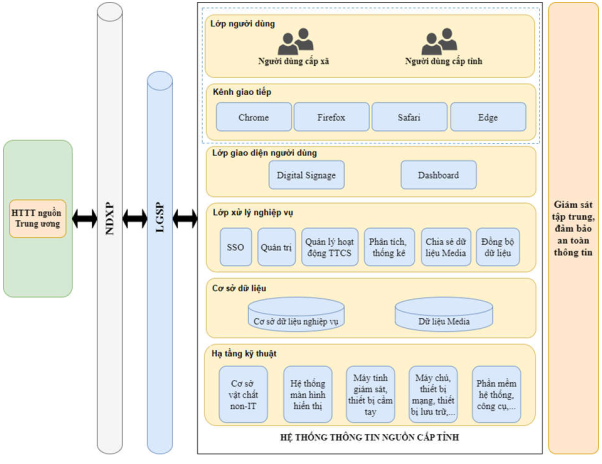 Lớp người dùng
Người dùng cấp xã
Người dùng cấp tỉnh
Kênh giao tiếp
Chrome
Firefox
Safari
Edge
Lớp giao diện người dùng
Digital Signage
Dashboard
HTTT nguồn
Trung ương
NDXP
LGSP
Lớp xử lý nghiệp vụ
SSO
Quản trị
Quản lý hoạt
động TTCS
Phân tích,
thống kê
Chia sẻ dữ
liệu Media
Đồng bộ
dữ liệu
Cơ sở dữ liệu
Cơ sở dữ liệu nghiệp vụ
Dữ liệu Media
Hạ tầng kỹ thuật
Cơ sở
vật chất
non-IT
Hệ thống
màn hình
hiển thị
Máy tính
giám sát,
thiết bị cầm
tay
Máy chủ,
thiết bị
mạng, thiết
bị lưu trữ,...
Phần mềm
hệ thống,
công cụ,...
HỆ THỐNG THÔNG TIN NGUỒN CẤP TỈNH
Giám sát
tập trung,
đảm bảo
an toàn
thông tin